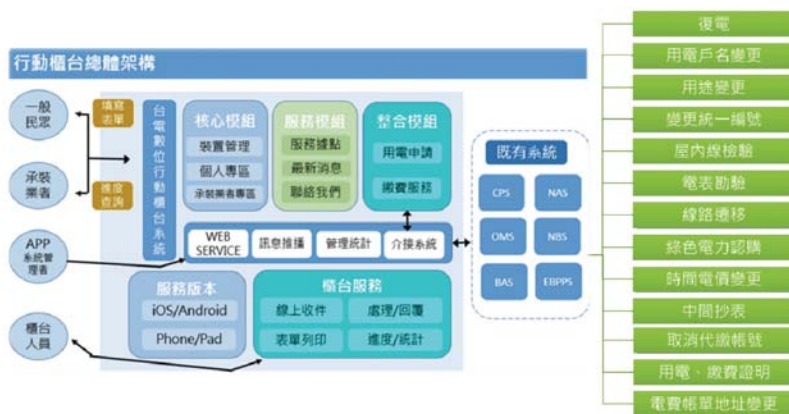 行動櫃台總體架構
一般
民眾
承裝
業者
APP
系統管
理者
櫃台
人員
填寫
表單
進度
查詢
台電數位行動櫃台系統
核心模組
裝置管理
個人專區
承裝業者專區
服務模組
服務據點
最新消息
聯絡我們
整合模組
用電申請
繳費服務
WEB
SERVICE
訊息推播
管理統計
介接系統
服務版本
iOS/Android
Phone/Pad
櫃台服務
線上收件
處理/回覆
表單列印
進度/統計
既有系統
CPS
NAS
OMS
NBS
BAS
EBPPS
復電
用電戶名變更
用途變更
變更統一編號
屋內線檢驗
電表勘驗
線路遷移
綠色電力認購
時間電價變更
中間抄表
取消代繳帳號
用電、繳費證明
電費帳單地址變更